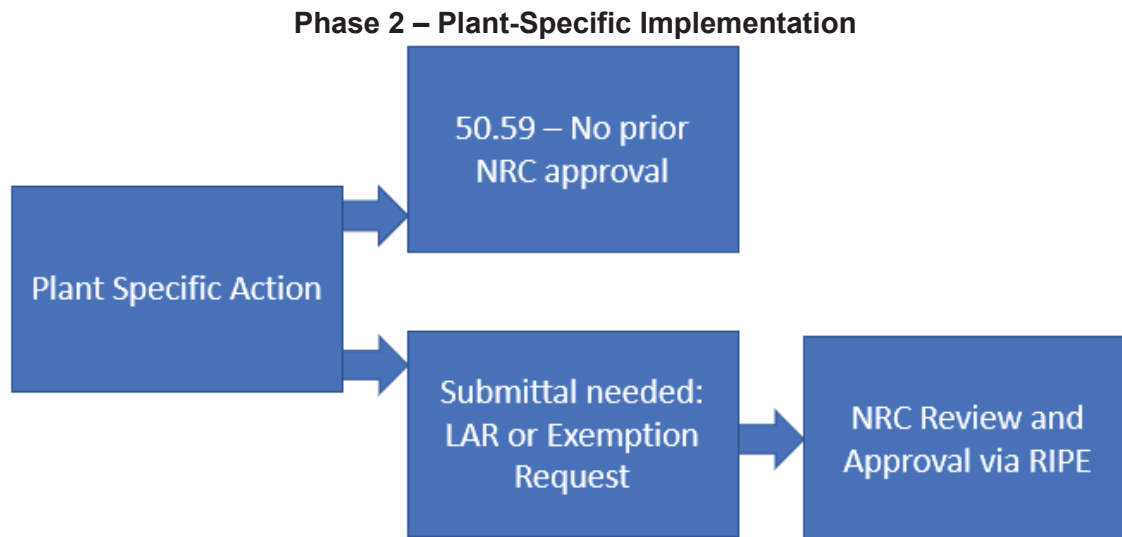 Phase 2 – Plant-Specific Implementation
50.59 – No prior
NRC approval
Plant Specific Action
Submittal needed:
LAR or Exemption
Request
NRC Review and
Approval via RIPE